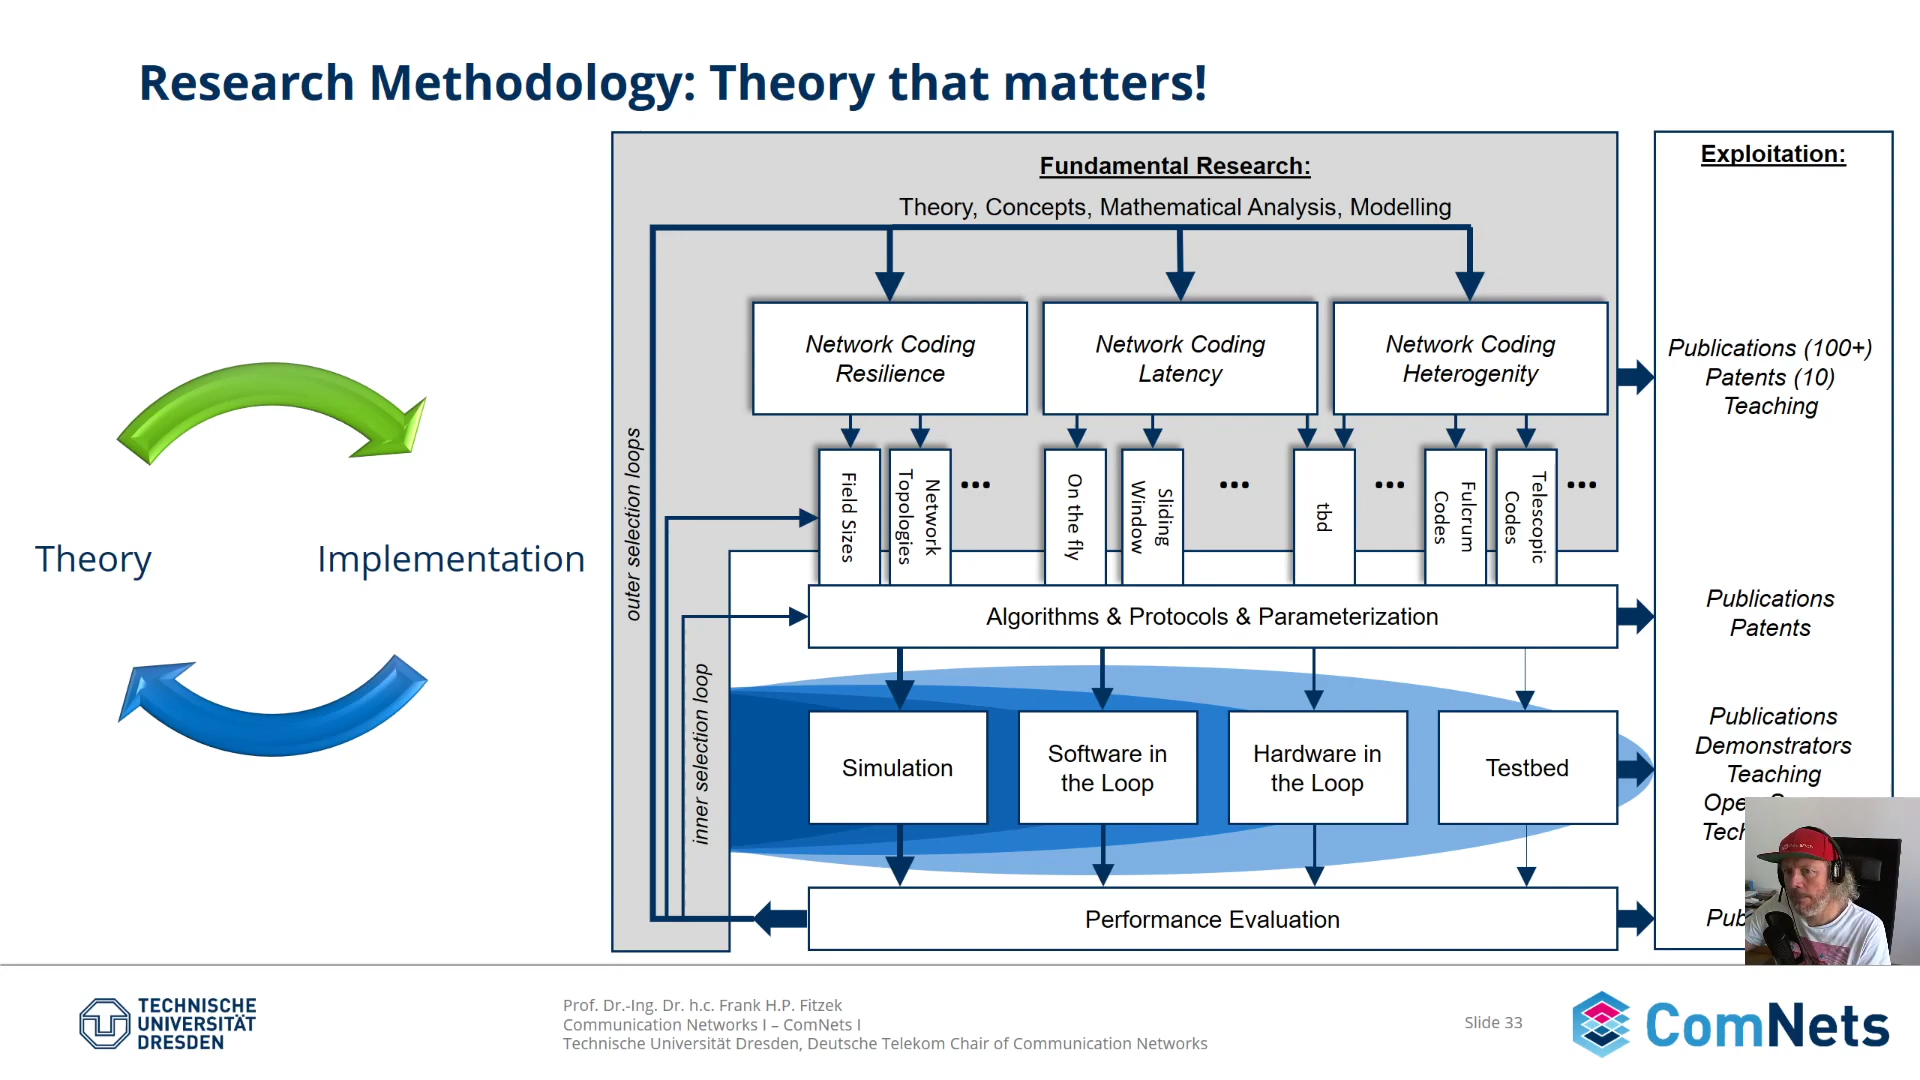 Research Methodology: Theory that matters!
Fundamental Research:
Theory, Concepts, Mathematical Analysis, Modelling
Exploitation:
Network Coding
Resilience
Network Coding
Latency
Network Coding
Heterogenity
Publications (100+)
Patents (10)
Teaching
outer selection loops
Field Sizes
Network
Topologies
...
On the fly
Sliding
Window
...
tbd
...
Fulcrum
Codes
Telescopic
Codes
...
Theory
Implementation
Algorithms & Protocols & Parameterization
Publications
Patents
inner selection loop
Simulation
Software in
the Loop
Hardware in
the Loop
Testbed
Publications
Demonstrators
Teaching
Performance Evaluation
TECHNISCHE
UNIVERSITÄT
DRESDEN
Prof. Dr.-Ing. Dr. h.c. Frank H.P. Fitzek
Communication Networks I – ComNets I
Technische Universität Dresden, Deutsche Telekom Chair of Communication Networks
Slide 33
ComNets